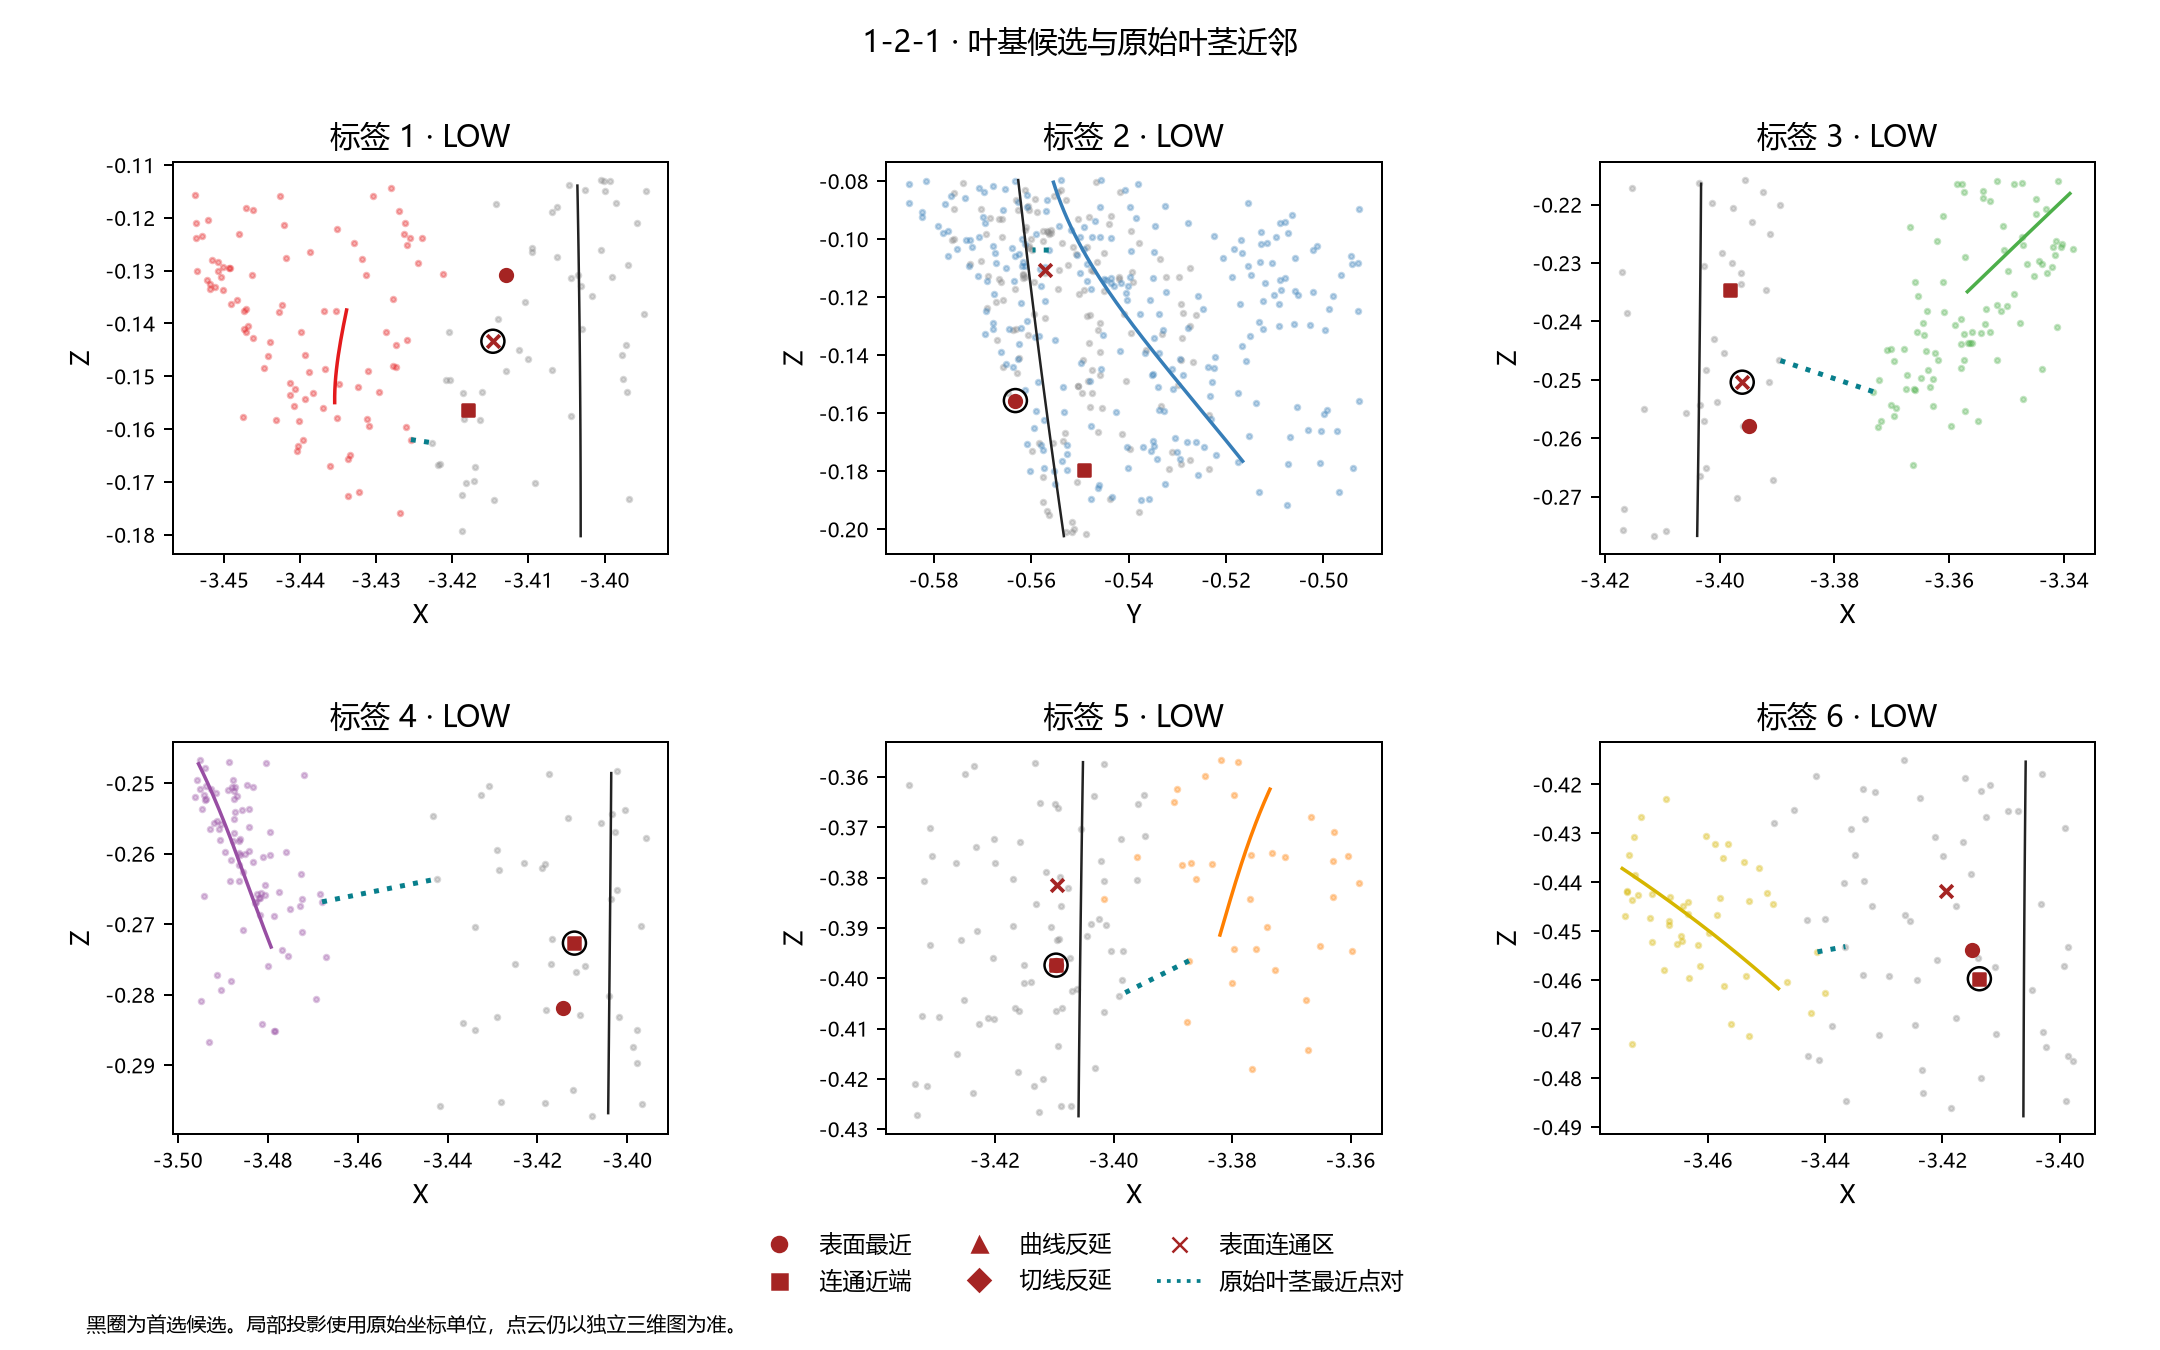 1-2-1 · 叶基候选与原始叶茎近邻
标签 1 · LOW
标签 2 · LOW
标签 3 · LOW
-0.11
-0.12
-0.13
-0.14
-0.15
-0.16
-0.17
-0.18
Z
-3.45 -3.44 -3.43 -3.42 -3.41 -3.40
X
-0.08
-0.10
-0.12
-0.14
-0.16
-0.18
-0.20
Z
-0.58 -0.56 -0.54 -0.52 -0.50
Y
-0.22
-0.23
-0.24
-0.25
-0.26
-0.27
Z
-3.42 -3.40 -3.38 -3.36 -3.34
X
标签 4 · LOW
标签 5 · LOW
标签 6 · LOW
-0.25
-0.26
-0.27
-0.28
-0.29
Z
-3.50 -3.48 -3.46 -3.44 -3.42 -3.40
X
-0.36
-0.37
-0.38
-0.39
-0.40
-0.41
-0.42
-0.43
Z
-3.42 -3.40 -3.38 -3.36
X
-0.42
-0.43
-0.44
-0.45
-0.46
-0.47
-0.48
-0.49
Z
-3.46 -3.44 -3.42 -3.40
X
表面最近 曲线反延 表面连通区
连通近端 切线反延 原始叶茎最近点对
黑圈为首选候选。局部投影使用原始坐标单位，点云仍以独立三维图为准。